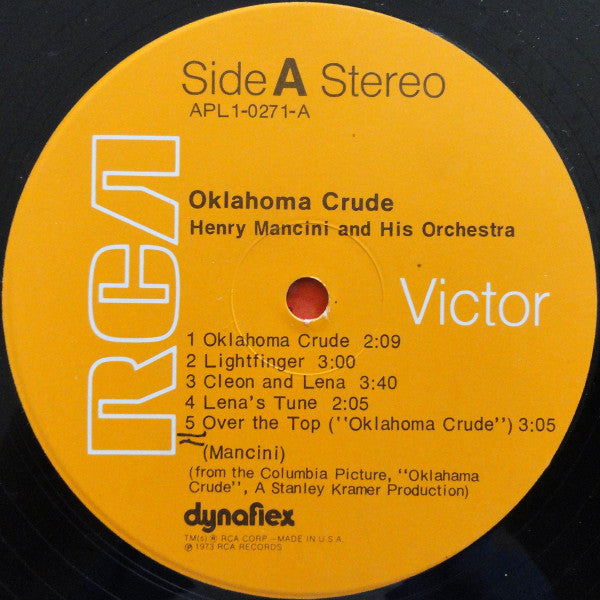 Side A Stereo
APL1-0271-A
RCA
Oklahoma Crude
Henry Mancini and His Orchestra
Victor
1 Oklahoma Crude 2:09
2 Lightfinger 3:00
3 Cleon and Lena 3:40
4 Lena's Tune 2:05
5 Over the Top (''Oklahoma Crude'') 3:05
(Mancini)
(from the Columbia Picture, ''Oklahama
Crude'', A Stanley Kramer Production)
dynaflex
TM(s) ® RCA CORP.—MADE IN U.S.A.
℗ 1973 RCA RECORDS